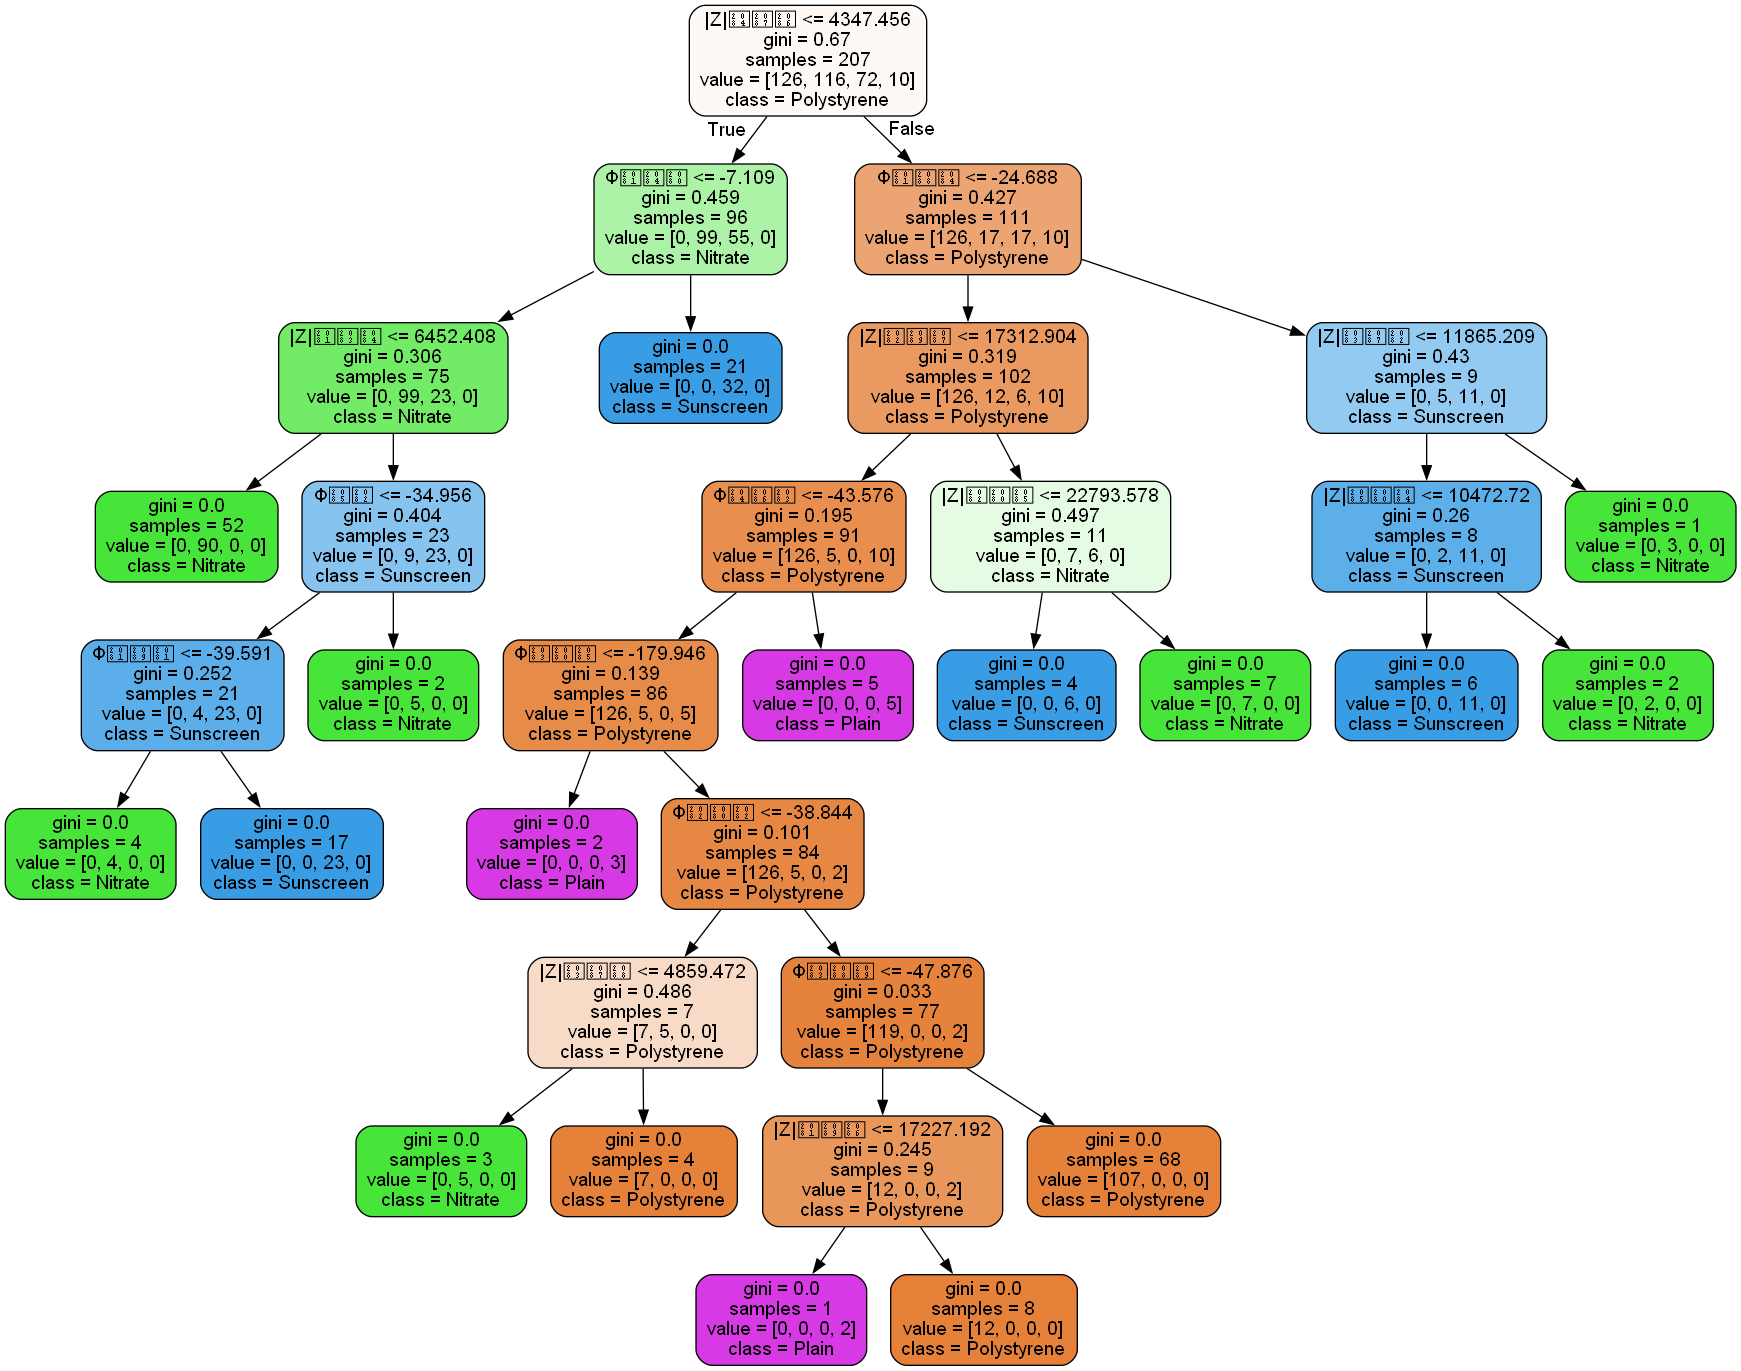 |Z| <= 4347.456
gini = 0.67
samples = 207
value = [126, 116, 72, 10]
class = Polystyrene
True
False
Φ <= -7.109
gini = 0.459
samples = 96
value = [0, 99, 55, 0]
class = Nitrate
Φ <= -24.688
gini = 0.427
samples = 111
value = [126, 17, 17, 10]
class = Polystyrene
|Z| <= 6452.408
gini = 0.306
samples = 75
value = [0, 99, 23, 0]
class = Nitrate
gini = 0.0
samples = 21
value = [0, 0, 32, 0]
class = Sunscreen
|Z| <= 17312.904
gini = 0.319
samples = 102
value = [126, 12, 6, 10]
class = Polystyrene
|Z| <= 11865.209
gini = 0.43
samples = 9
value = [0, 5, 11, 0]
class = Sunscreen
gini = 0.0
samples = 52
value = [0, 90, 0, 0]
class = Nitrate
Φ <= -34.956
gini = 0.404
samples = 23
value = [0, 9, 23, 0]
class = Sunscreen
Φ <= -43.576
gini = 0.195
samples = 91
value = [126, 5, 0, 10]
class = Polystyrene
|Z| <= 22793.578
gini = 0.497
samples = 11
value = [0, 7, 6, 0]
class = Nitrate
|Z| <= 10472.72
gini = 0.26
samples = 8
value = [0, 2, 11, 0]
class = Sunscreen
gini = 0.0
samples = 1
value = [0, 3, 0, 0]
class = Nitrate
Φ <= -39.591
gini = 0.252
samples = 21
value = [0, 4, 23, 0]
class = Sunscreen
gini = 0.0
samples = 2
value = [0, 5, 0, 0]
class = Nitrate
Φ <= -179.946
gini = 0.139
samples = 86
value = [126, 5, 0, 5]
class = Polystyrene
gini = 0.0
samples = 5
value = [0, 0, 0, 5]
class = Plain
gini = 0.0
samples = 4
value = [0, 0, 6, 0]
class = Sunscreen
gini = 0.0
samples = 7
value = [0, 7, 0, 0]
class = Nitrate
gini = 0.0
samples = 6
value = [0, 0, 11, 0]
class = Sunscreen
gini = 0.0
samples = 2
value = [0, 2, 0, 0]
class = Nitrate
gini = 0.0
samples = 4
value = [0, 4, 0, 0]
class = Nitrate
gini = 0.0
samples = 17
value = [0, 0, 23, 0]
class = Sunscreen
gini = 0.0
samples = 2
value = [0, 0, 0, 3]
class = Plain
Φ <= -38.844
gini = 0.101
samples = 84
value = [126, 5, 0, 2]
class = Polystyrene
|Z| <= 4859.472
gini = 0.486
samples = 7
value = [7, 5, 0, 0]
class = Polystyrene
Φ <= -47.876
gini = 0.033
samples = 77
value = [119, 0, 0, 2]
class = Polystyrene
gini = 0.0
samples = 3
value = [0, 5, 0, 0]
class = Nitrate
gini = 0.0
samples = 4
value = [7, 0, 0, 0]
class = Polystyrene
|Z| <= 17227.192
gini = 0.245
samples = 9
value = [12, 0, 0, 2]
class = Polystyrene
gini = 0.0
samples = 68
value = [107, 0, 0, 0]
class = Polystyrene
gini = 0.0
samples = 1
value = [0, 0, 0, 2]
class = Plain
gini = 0.0
samples = 8
value = [12, 0, 0, 0]
class = Polystyrene